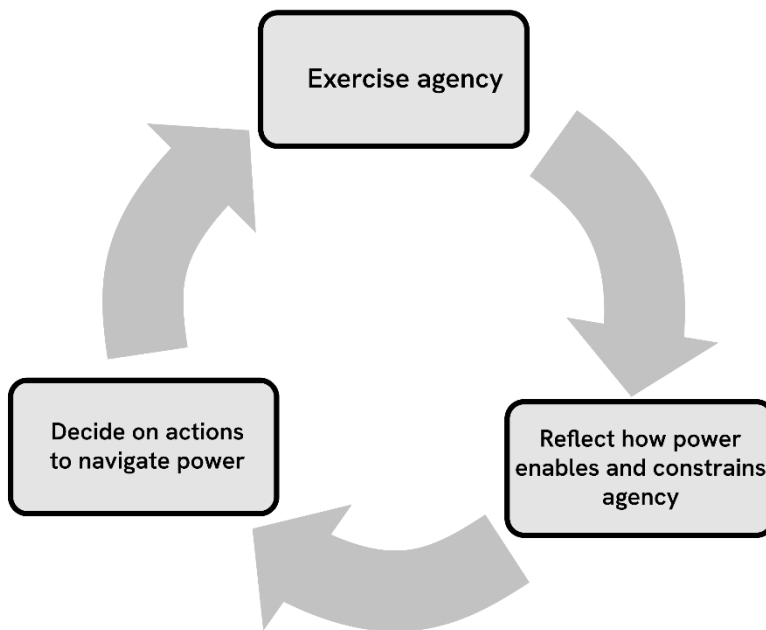 Exercise agency
Reflect how power
enables and constrains
agency
Decide on actions
to navigate power